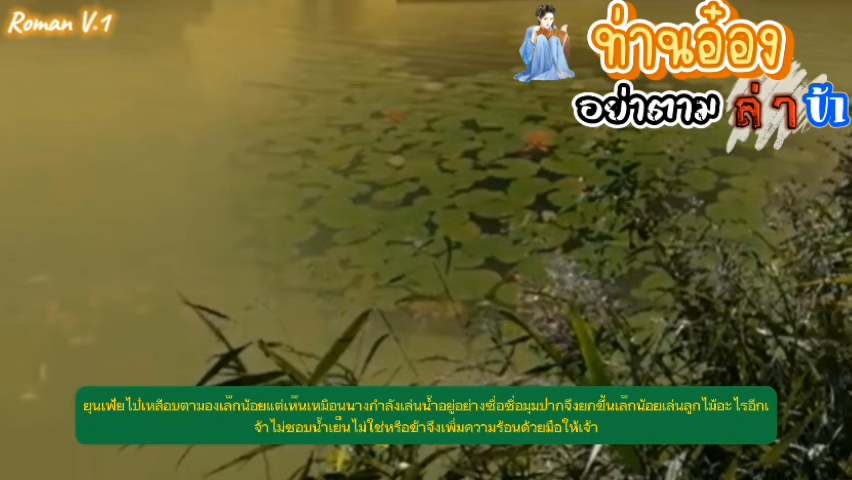 Roman V.1
ท่านอ๋อง
อย่าตาม ล่า ข้า
ยุนเฟยไป๋เหลือบตามองเล็กน้อยแต่เห็นเหมือนนางกำลังเล่นน้ำอยู่อย่างซื่อซื่อมุมปากจึงยกขึ้นเล็กน้อยเล่นลูกไม้อะไรอีกเ
จ้าไม่ชอบน้ำเย็นไม่ใช่หรือข้าจึงเพิ่มความร้อนด้วยมือให้เจ้า